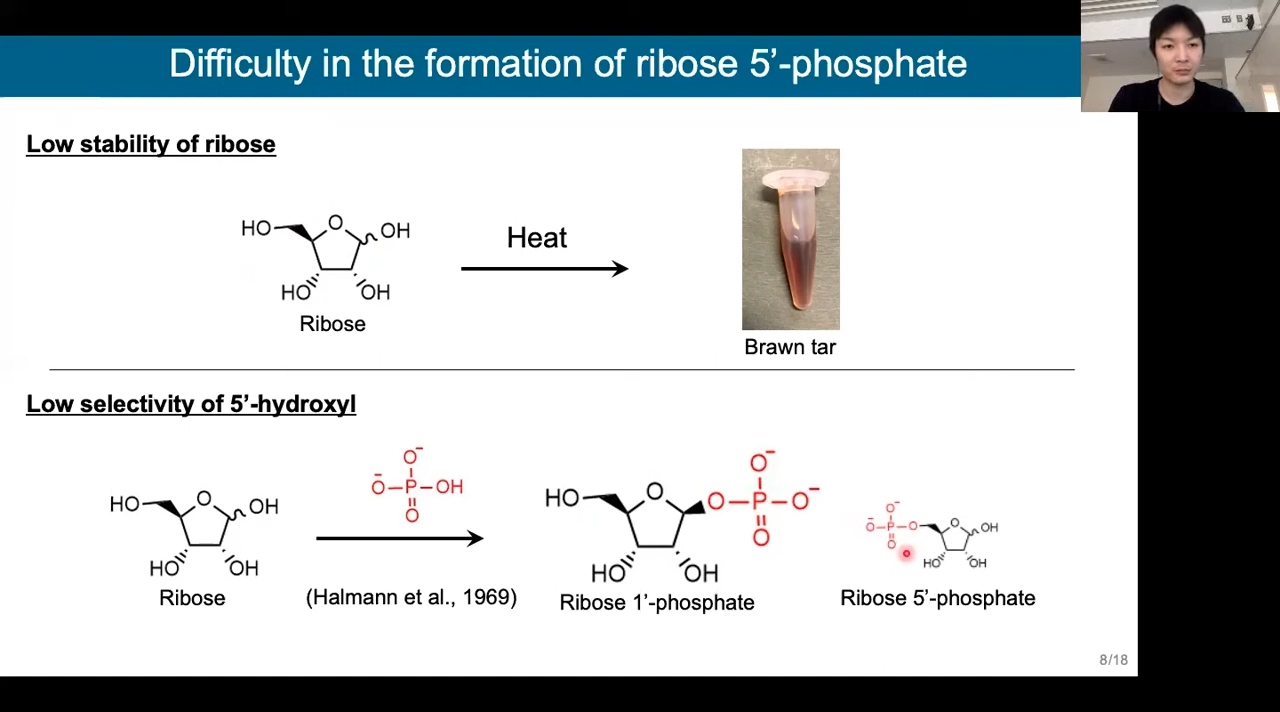 Difficulty in the formation of ribose 5’-phosphate
Low stability of ribose
HO
O
OH
HO
OH
Ribose
Heat
Brawn tar
Low selectivity of 5’-hydroxyl
HO
O
OH
HO
OH
Ribose
O⁻
⁻O–P–OH
O
(Halmann et al., 1969)
HO
O
O⁻
O–P–O⁻
O
HO
OH
Ribose 1’-phosphate
O⁻
⁻O–P–O
O
O
OH
HO
OH
Ribose 5’-phosphate
8/18